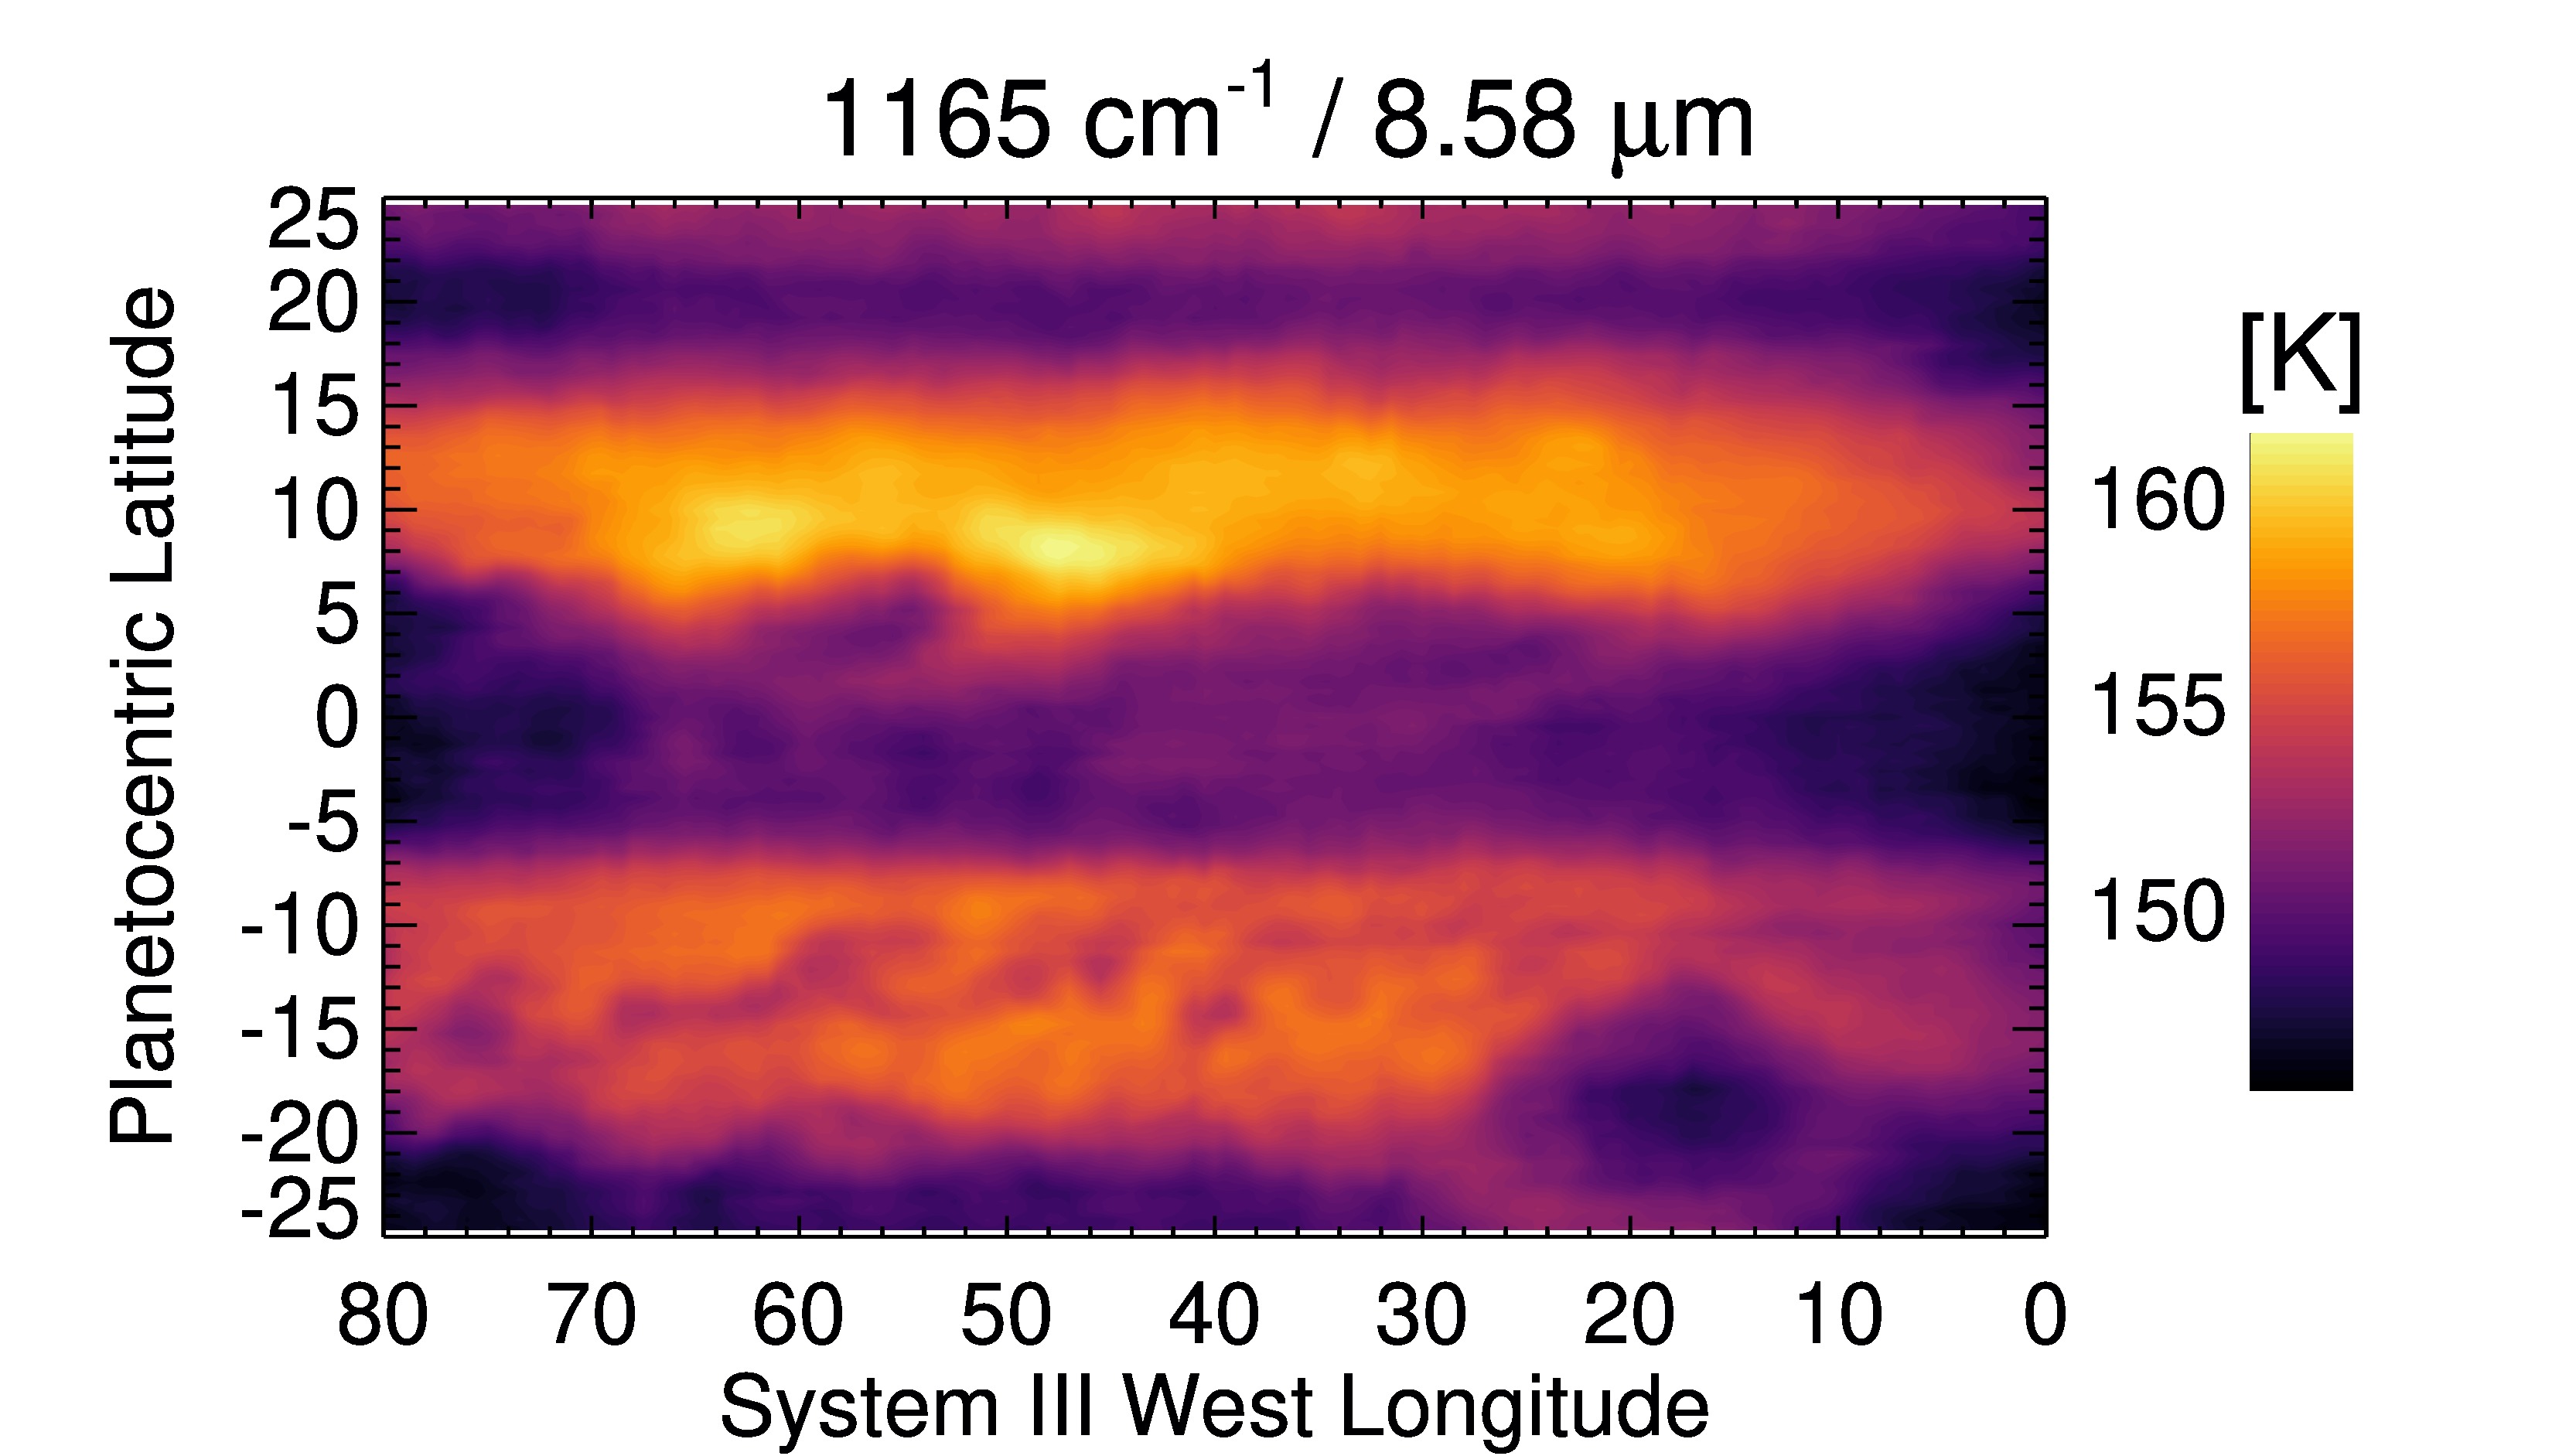 1165 cm⁻¹ / 8.58 μm
Planetocentric Latitude
25
20
15
10
5
0
-5
-10
-15
-20
-25
80 70 60 50 40 30 20 10 0
System III West Longitude
[K]
160
155
150